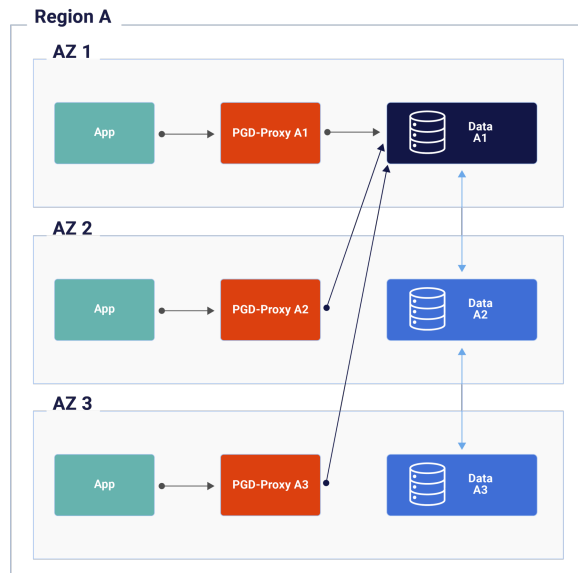 Region A
AZ 1
App
PGD-Proxy A1
Data
A1
AZ 2
App
PGD-Proxy A2
Data
A2
AZ 3
App
PGD-Proxy A3
Data
A3